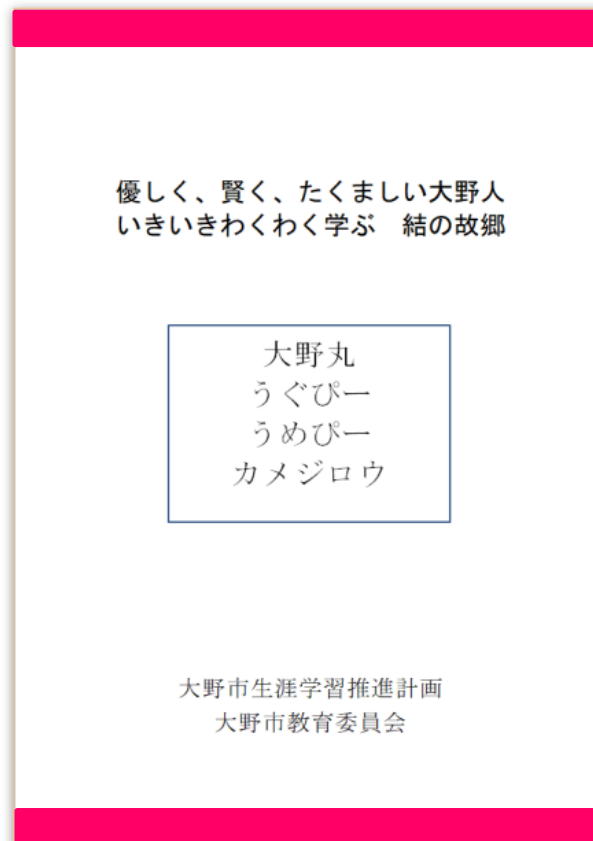 優しく、賢く、たくましい大野人
いきいきわくわく学ぶ　結の故郷
大野丸
うぐぴー
うめぴー
カメジロウ
大野市生涯学習推進計画
大野市教育委員会